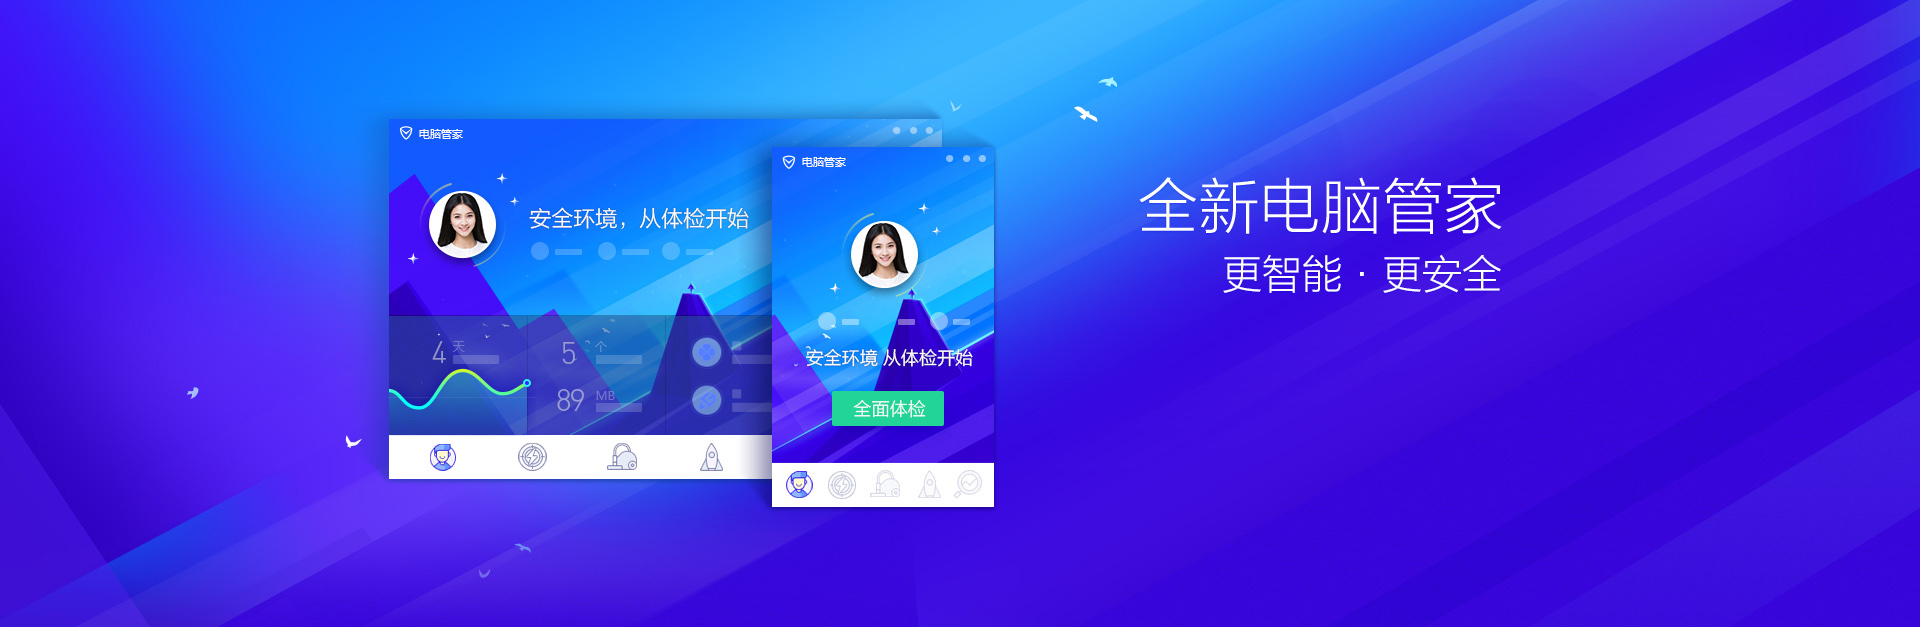 电脑管家
安全环境，从体检开始
4 天
5 个
89 MB
电脑管家
安全环境 从体检开始
全面体检
全新电脑管家
更智能 · 更安全